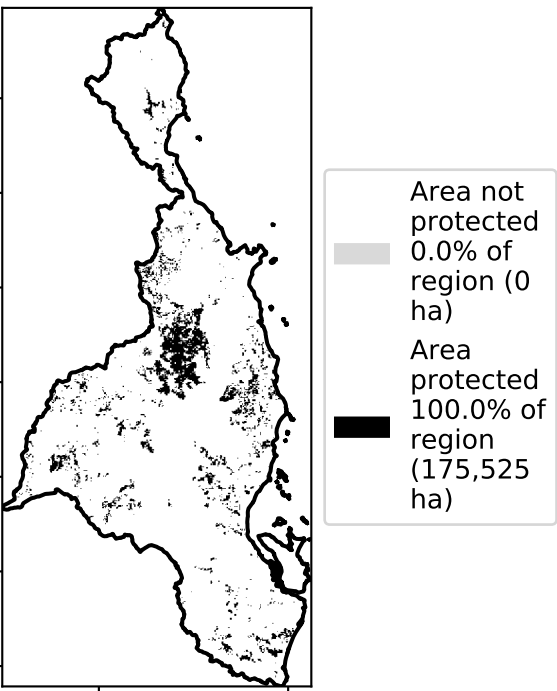 Area not
protected
0.0% of
region (0
ha)
Area
protected
100.0% of
region
(175,525
ha)